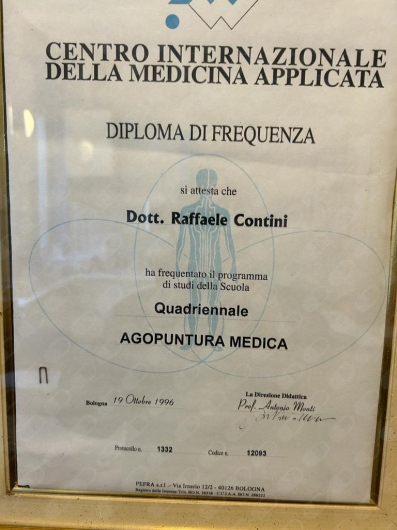 CENTRO INTERNAZIONALE
DELLA MEDICINA APPLICATA
DIPLOMA DI FREQUENZA
si attesta che
Dott. Raffaele Contini
ha frequentato il programma
di studi della Scuola
Quadriennale
AGOPUNTURA MEDICA
La Direzione Didattica
Bologna 19 Ottobre 1996
Prof. Antonio Monti
Protocollo n. 1332 Codice n. 12093
PEPRA s.r.l. - Via Irnerio 12/2 - 40126 BOLOGNA